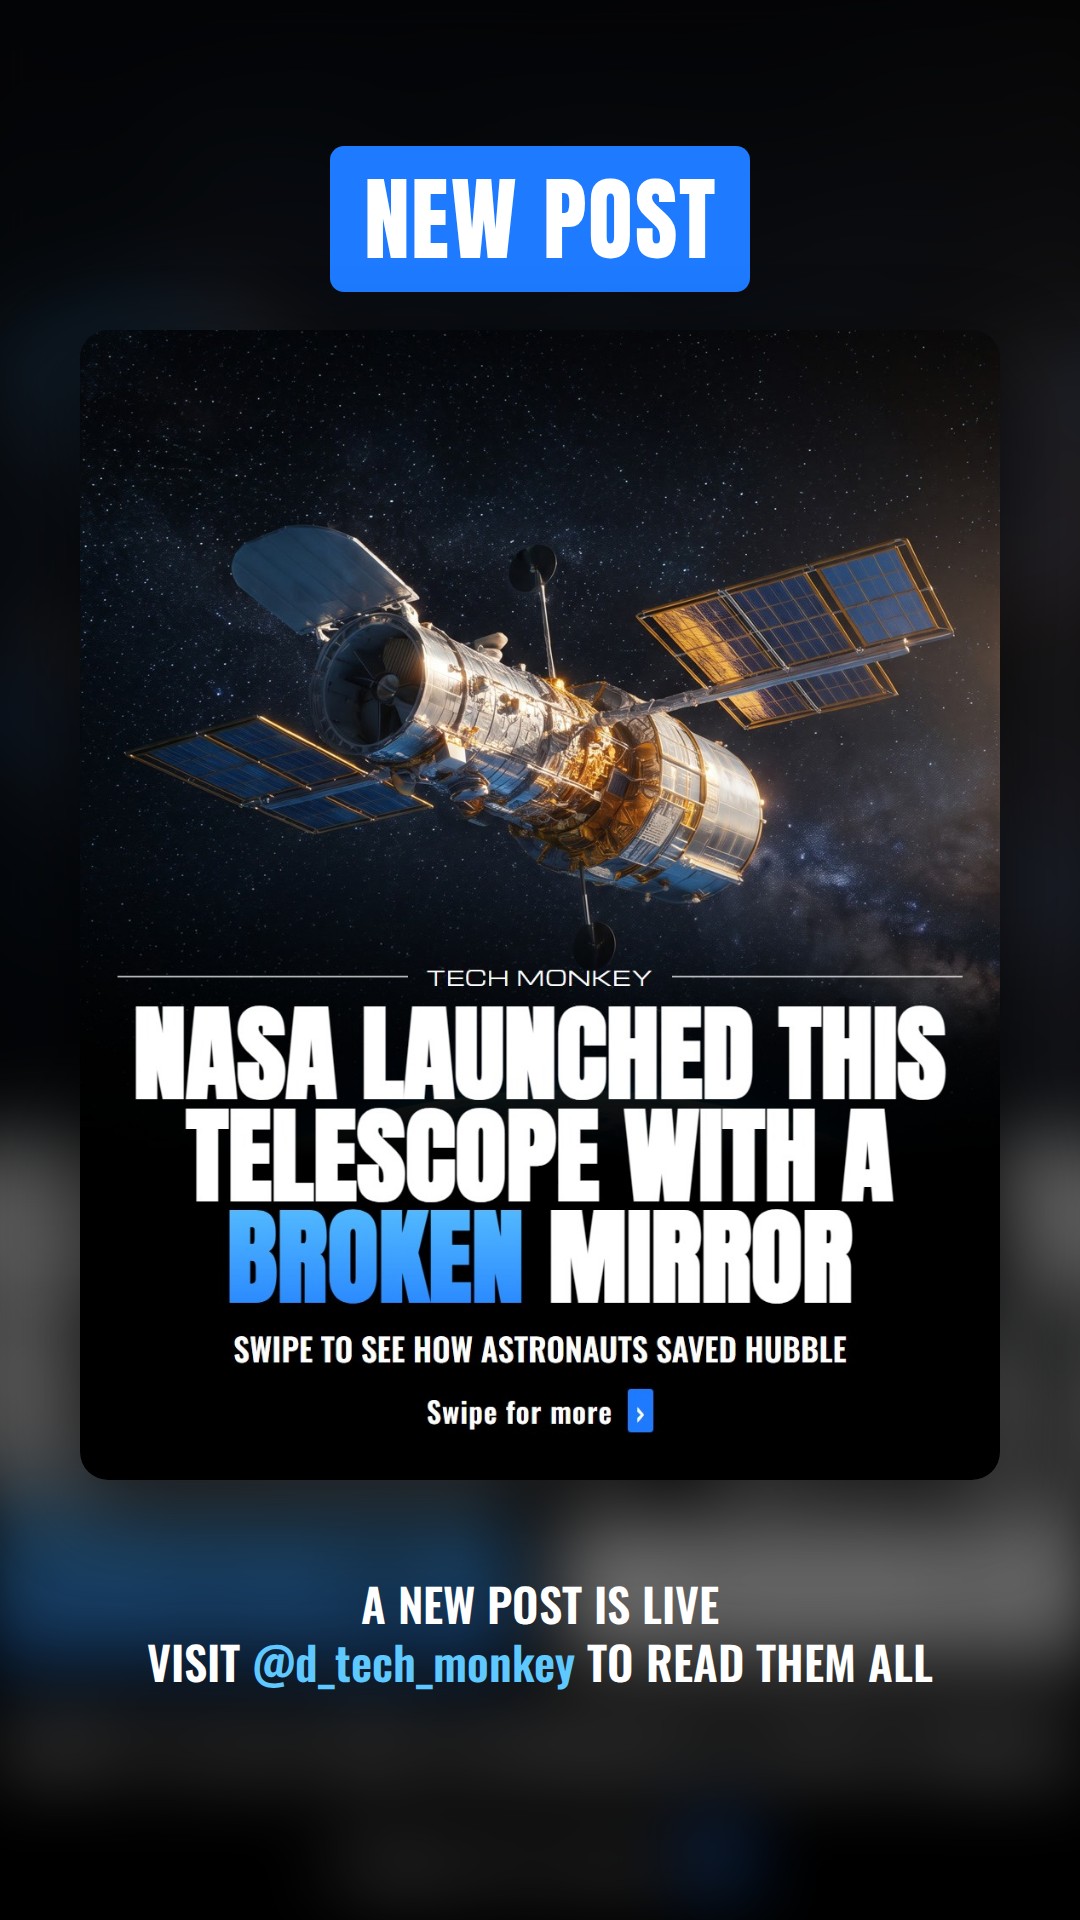 NEW POST
TECH MONKEY
NASA LAUNCHED THIS
TELESCOPE WITH A
BROKEN MIRROR
SWIPE TO SEE HOW ASTRONAUTS SAVED HUBBLE
Swipe for more ›
A NEW POST IS LIVE
VISIT @d_tech_monkey TO READ THEM ALL